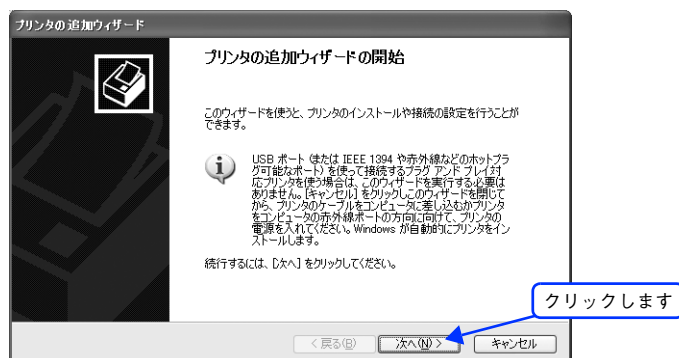 プリンタの追加ウィザード
プリンタの追加ウィザードの開始
このウィザードを使うと、プリンタのインストールや接続の設定を行うことが
できます。
USB ポート (または IEEE 1394 や赤外線などのホットプラ
グ可能なポート) を使って接続するプラグ アンド プレイ対
応プリンタを使う場合は、このウィザードを実行する必要は
ありません。[キャンセル] をクリックしこのウィザードを閉じて
から、プリンタのケーブルをコンピュータに差し込むかプリンタ
をコンピュータの赤外線ポートの方向に向けて、プリンタの
電源を入れてください。Windows が自動的にプリンタをイン
ストールします。
続行するには、[次へ] をクリックしてください。
クリックします
< 戻る(B)
次へ(N) >
キャンセル